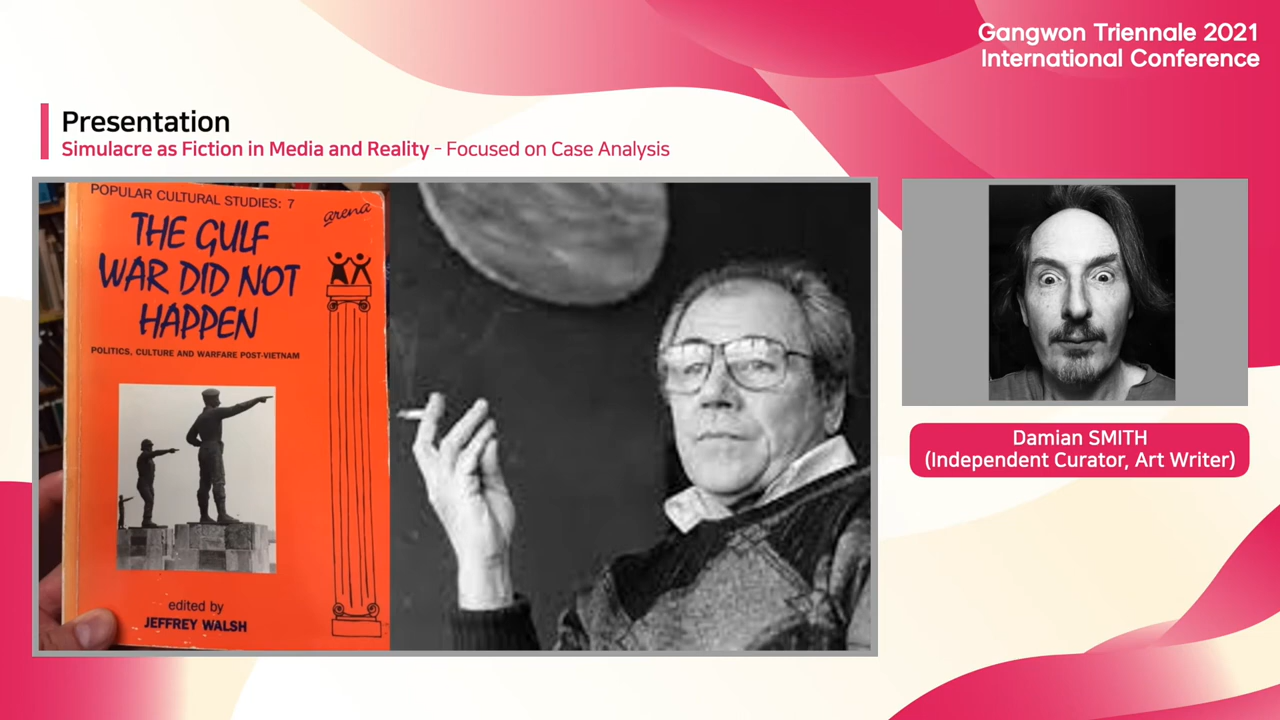 Gangwon Triennale 2021
International Conference
Presentation
Simulacre as Fiction in Media and Reality - Focused on Case Analysis
POPULAR CULTURAL STUDIES: 7
arena
THE GULF
WAR DID NOT
HAPPEN
POLITICS, CULTURE AND WARFARE POST-VIETNAM
edited by
JEFFREY WALSH
Damian SMITH
(Independent Curator, Art Writer)